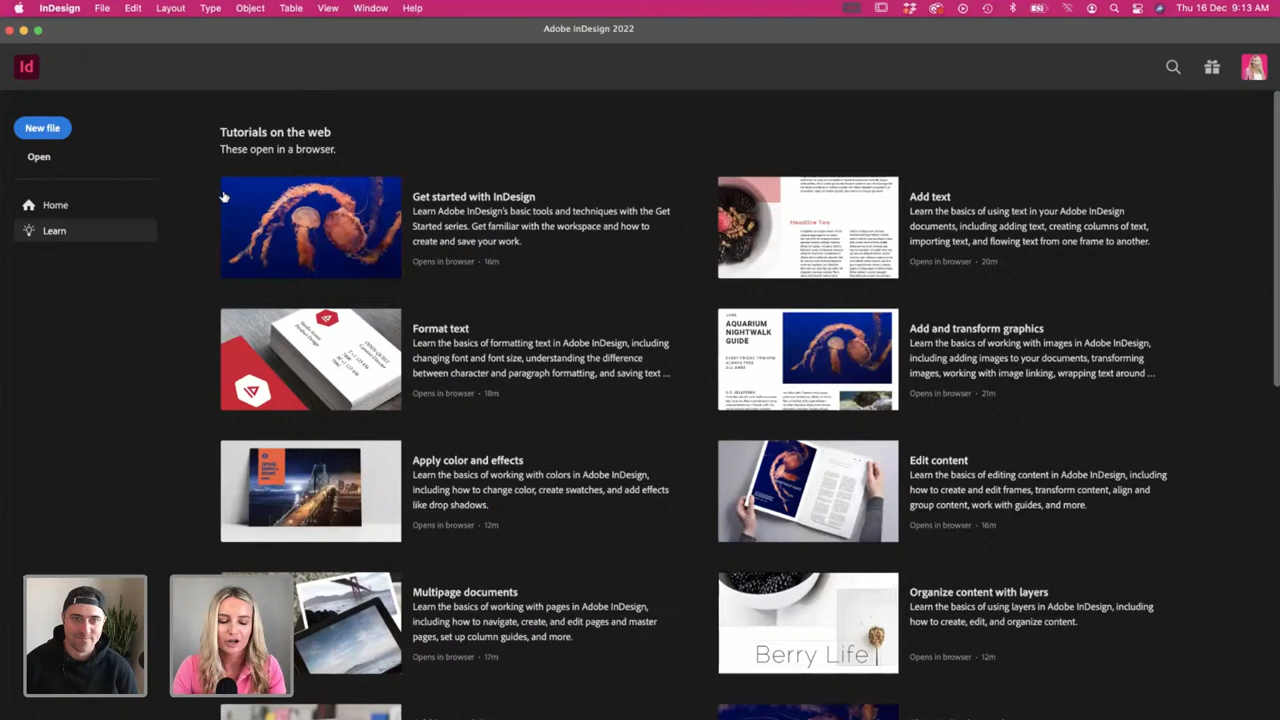 InDesign File Edit Layout Type Object Table View Window Help
Thu 16 Dec 9:13 AM
Adobe InDesign 2022
Id
New file
Open
Home
Learn
Tutorials on the web
These open in a browser.
Get started with InDesign
Learn Adobe InDesign's basic tools and techniques with the Get
Started series. Get familiar with the workspace and how to
create and save your work.
Opens in browser • 16m
Headline Two
Add text
Learn the basics of using text in your Adobe InDesign
documents, including adding text, creating columns of text,
importing text, and flowing text from one frame to another.
Opens in browser • 20m
Format text
Learn the basics of formatting text in Adobe InDesign, including
changing font and font size, understanding the difference
between character and paragraph formatting, and saving text ...
Opens in browser • 18m
AQUARIUM
NIGHTWALK
GUIDE
Add and transform graphics
Learn the basics of working with images in Adobe InDesign,
including adding images to your documents, transforming
images, working with image linking, wrapping text around ...
Opens in browser • 21m
Apply color and effects
Learn the basics of working with colors in Adobe InDesign,
including how to change color, create swatches, and add effects
like drop shadows.
Opens in browser • 12m
Edit content
Learn the basics of editing content in Adobe InDesign, including
how to create and edit frames, transform content, align and
group content, work with guides, and more.
Opens in browser • 16m
Multipage documents
Learn the basics of working with pages in Adobe InDesign,
including how to navigate, create, and edit pages and master
pages, set up column guides, and more.
Opens in browser • 17m
Berry Life
Organize content with layers
Learn the basics of using layers in Adobe InDesign, including
how to create, edit, and organize content.
Opens in browser • 12m